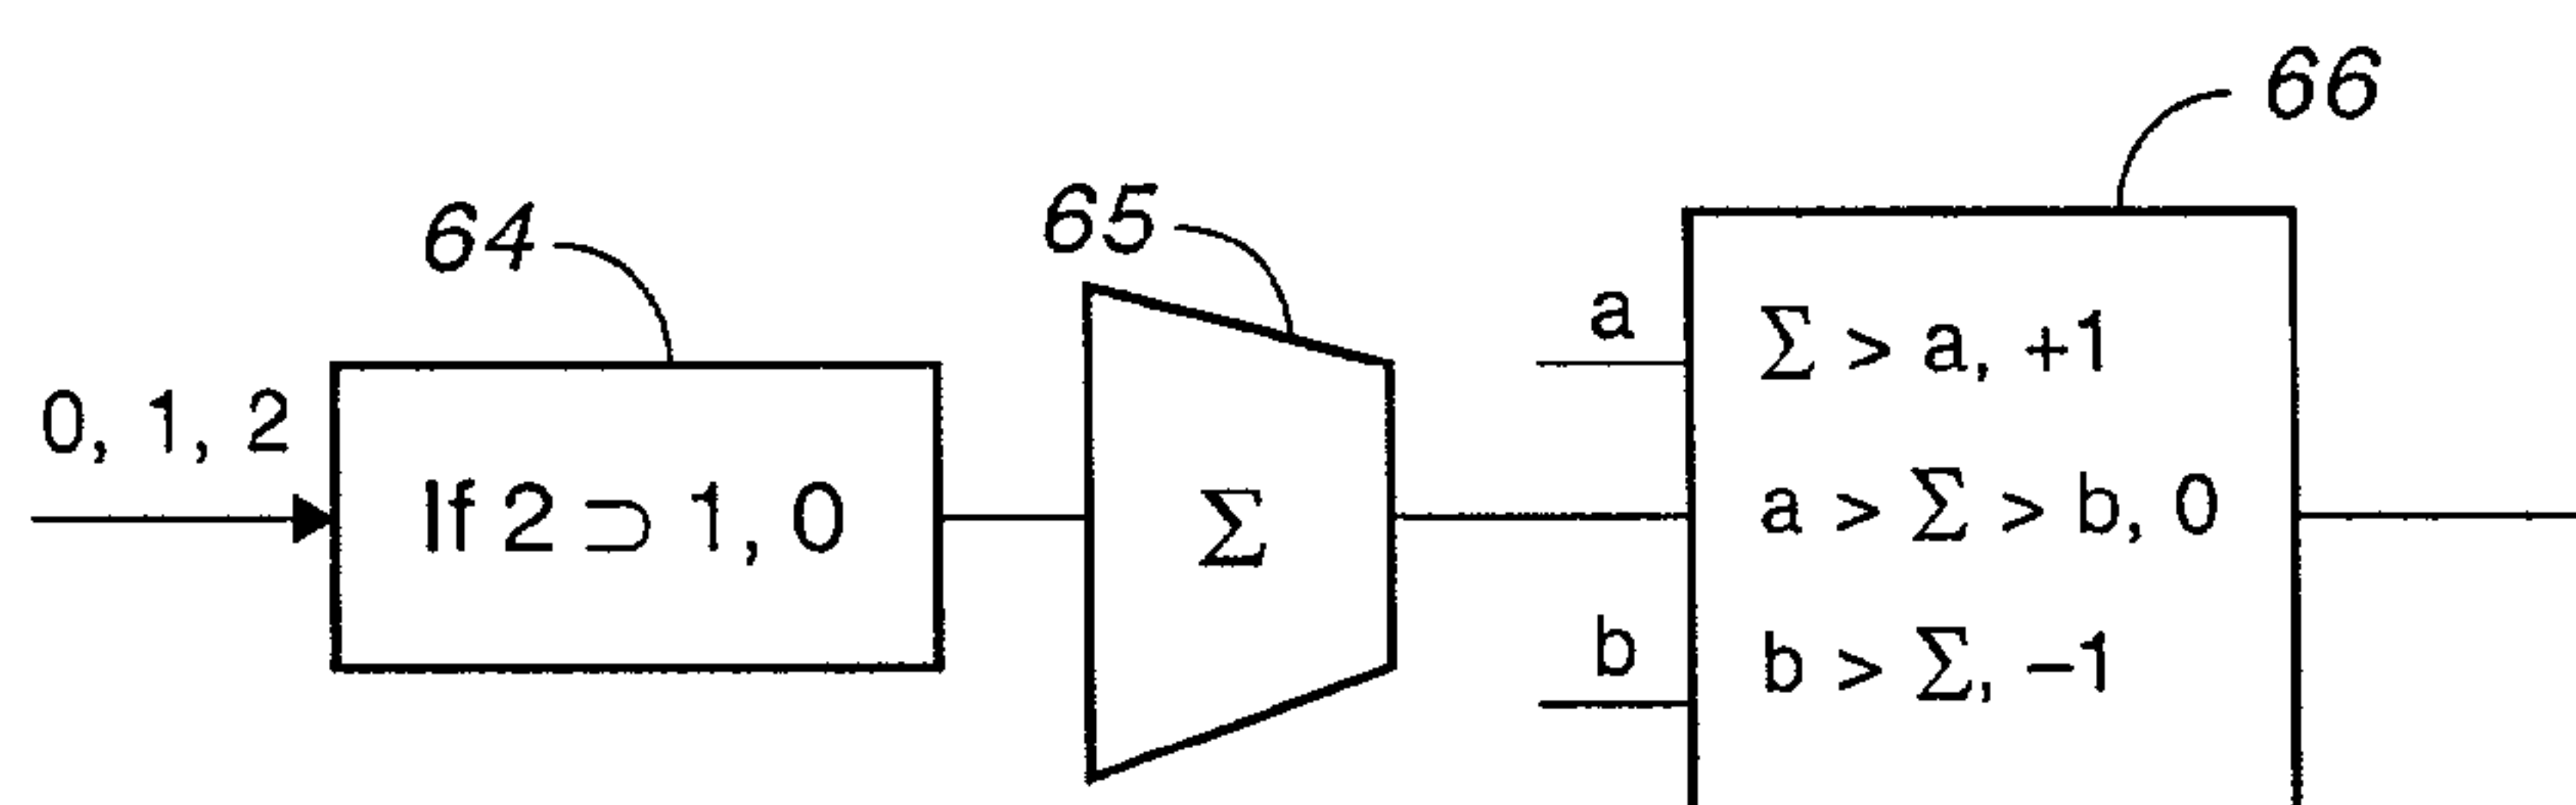 66
65
64
a
Σ > a, +1
0, 1, 2
If 2 ⊃ 1, 0
Σ
a > Σ > b, 0
b
b > Σ, –1